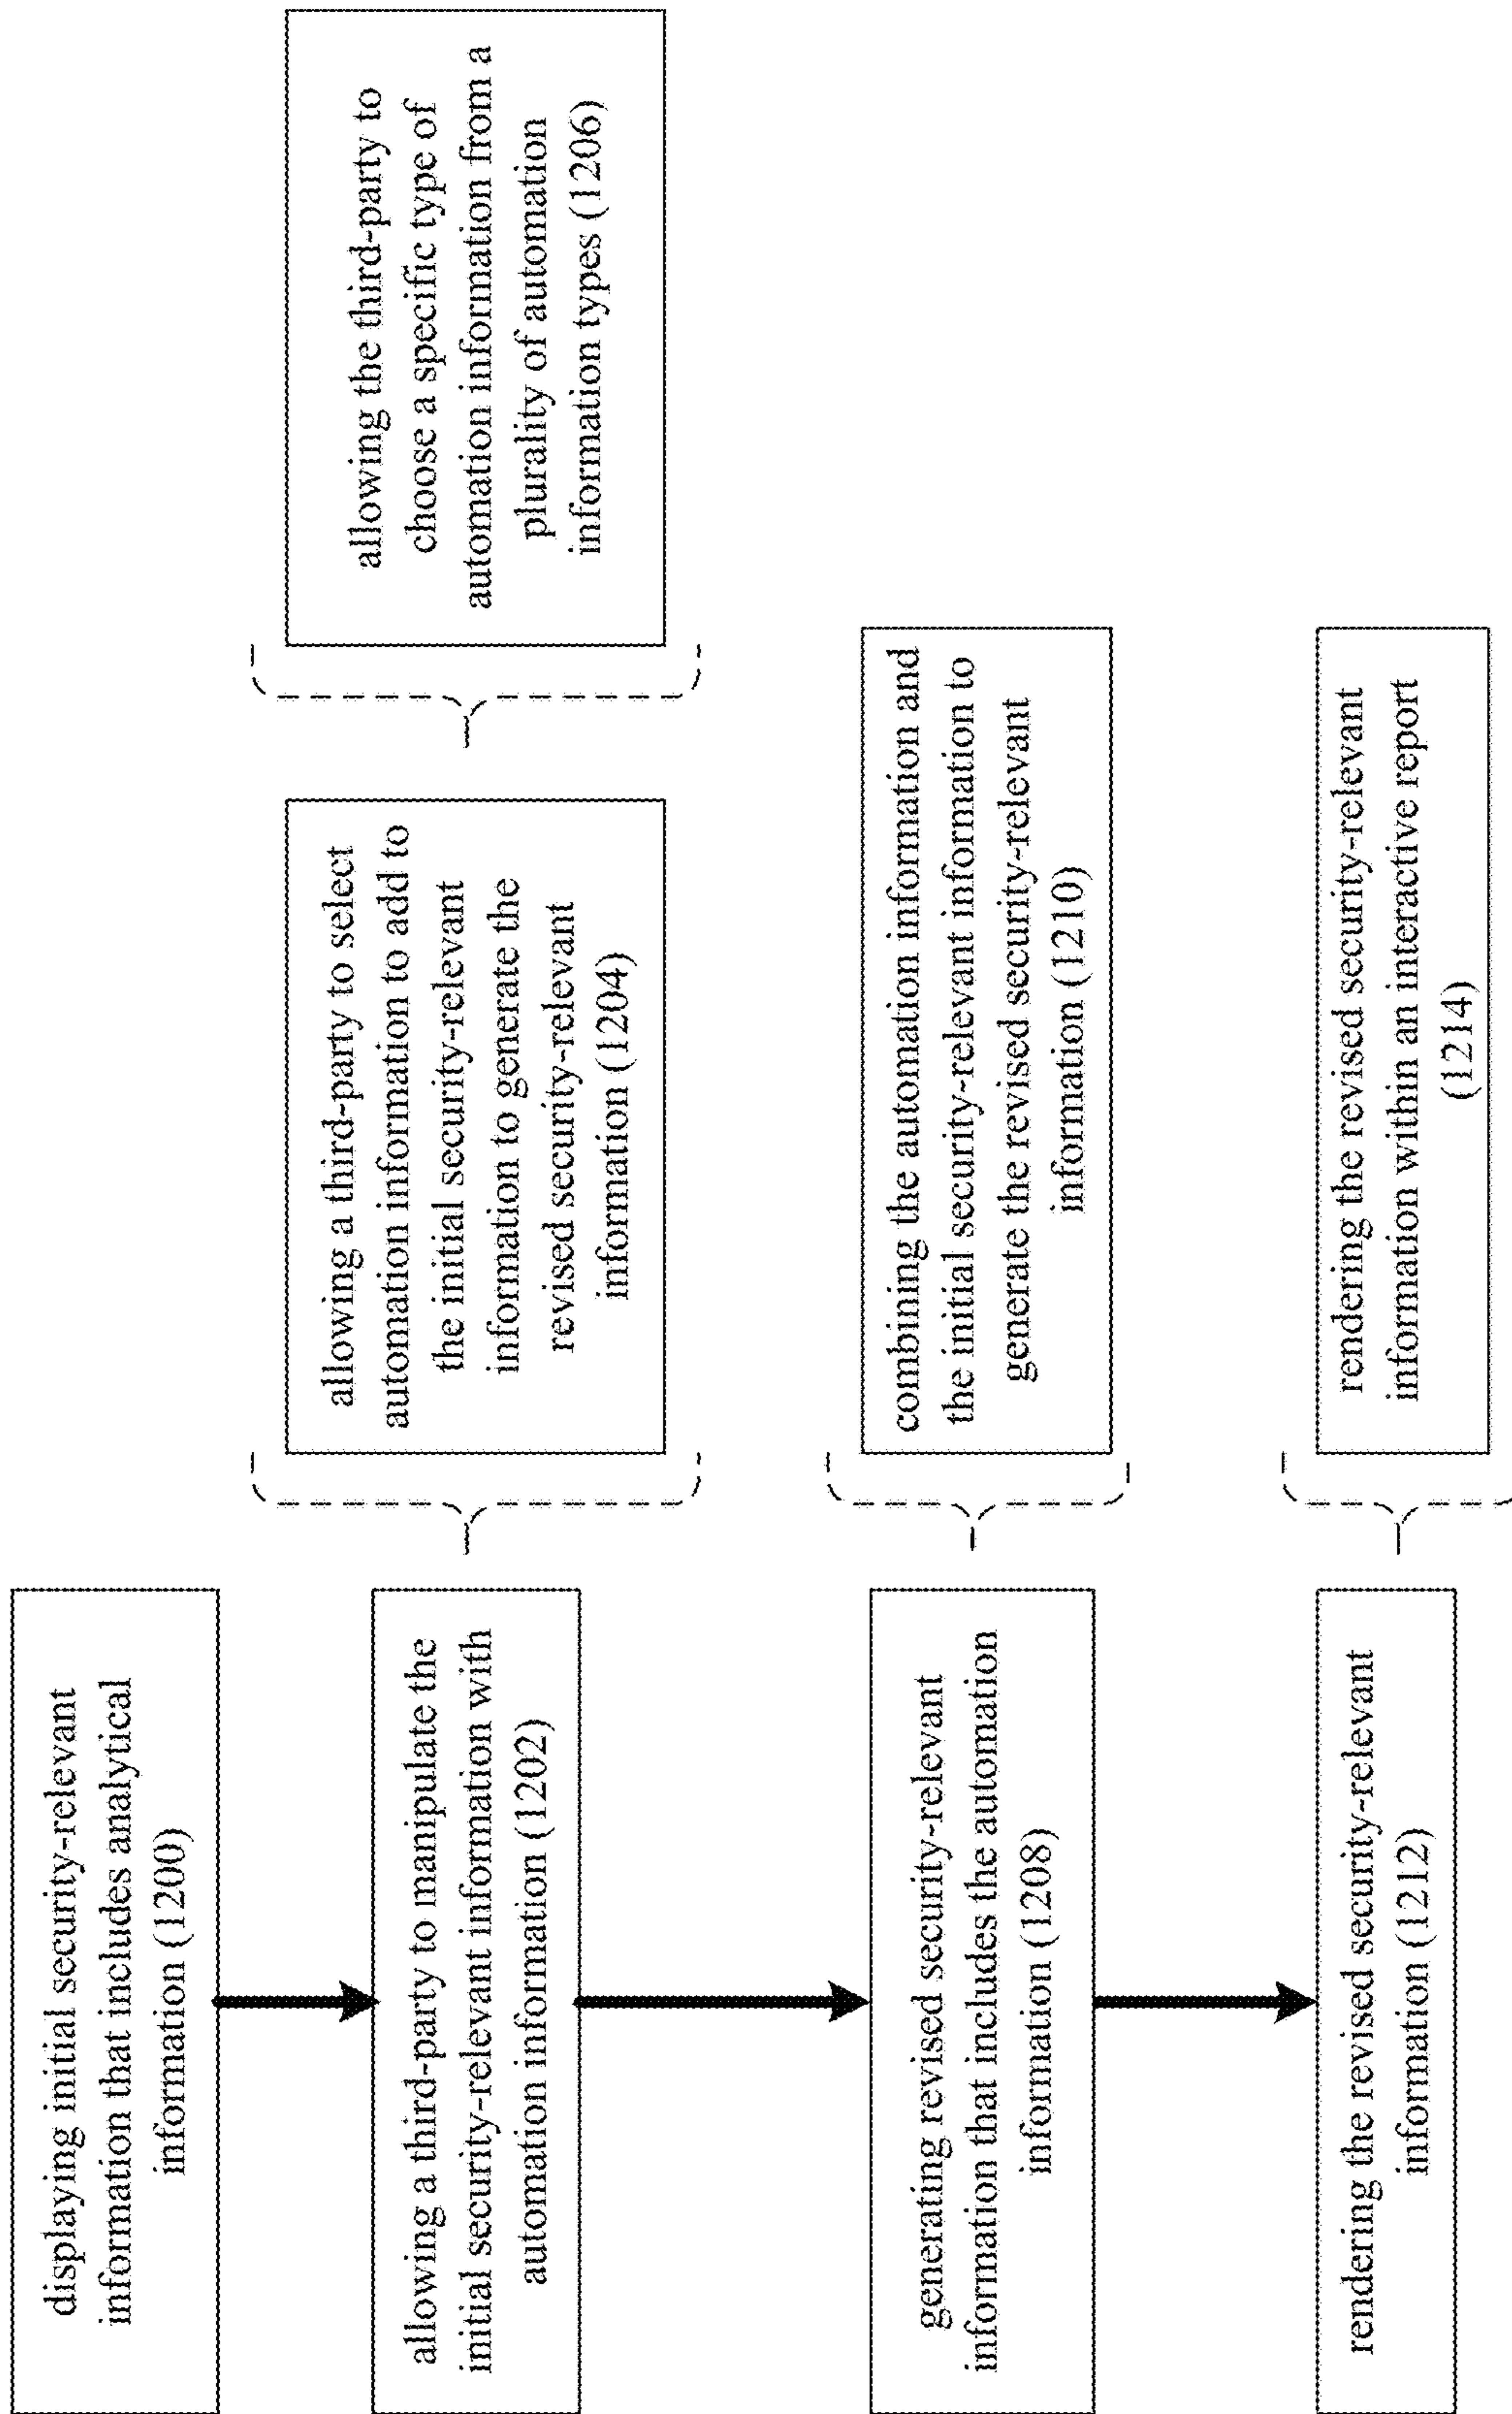 displaying initial security-relevant
information that includes analytical
information (1200)
allowing a third-party to manipulate the
initial security-relevant information with
automation information (1202)
allowing a third-party to select
automation information to add to
the initial security-relevant
information to generate the
revised security-relevant
information (1204)
allowing the third-party to
choose a specific type of
automation information from a
plurality of automation
information types (1206)
generating revised security-relevant
information that includes the automation
information (1208)
combining the automation information and
the initial security-relevant information to
generate the revised security-relevant
information (1210)
rendering the revised security-relevant
information (1212)
rendering the revised security-relevant
information within an interactive report
(1214)